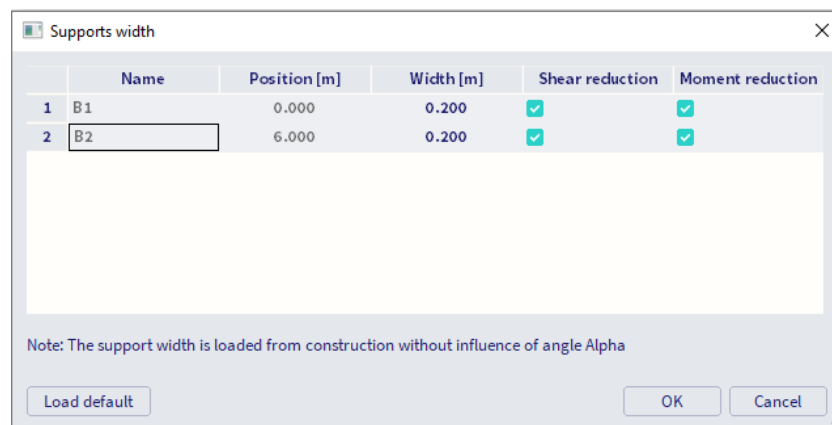 Supports width
Name Position [m] Width [m] Shear reduction Moment reduction
1 B1 0.000 0.200
2 B2 6.000 0.200
Note: The support width is loaded from construction without influence of angle Alpha
Load default OK Cancel